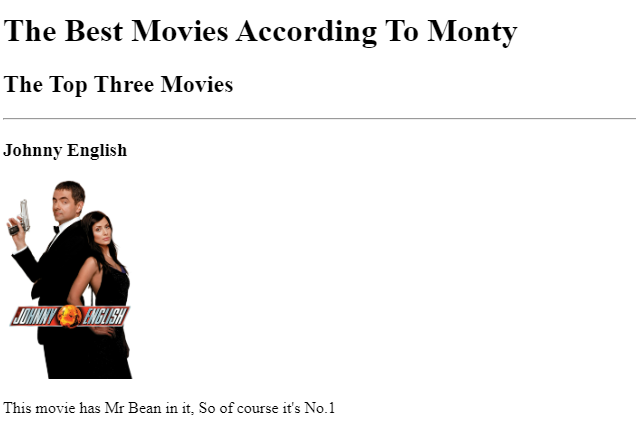 The Best Movies According To Monty
The Top Three Movies
Johnny English
JOHNNY ENGLISH
This movie has Mr Bean in it, So of course it's No.1